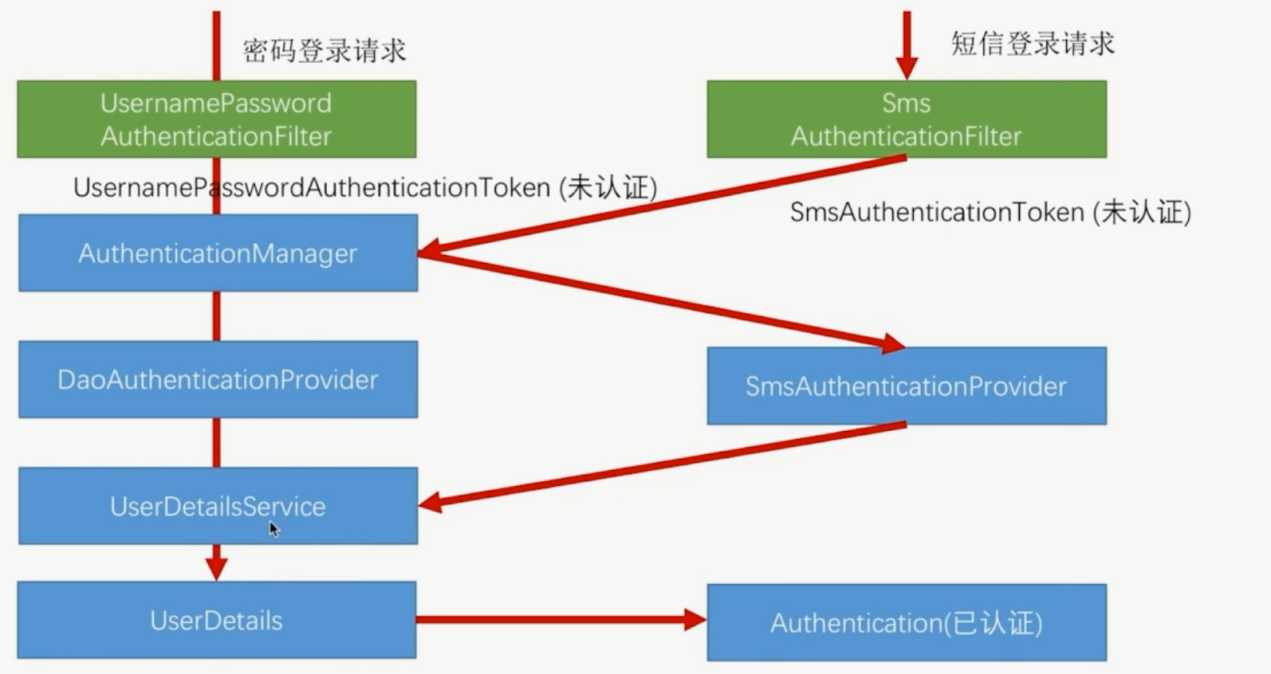 密码登录请求
短信登录请求
UsernamePassword
AuthenticationFilter
Sms
AuthenticationFilter
UsernamePasswordAuthenticationToken (未认证)
SmsAuthenticationToken (未认证)
AuthenticationManager
DaoAuthenticationProvider
SmsAuthenticationProvider
UserDetailsService
UserDetails
Authentication(已认证)